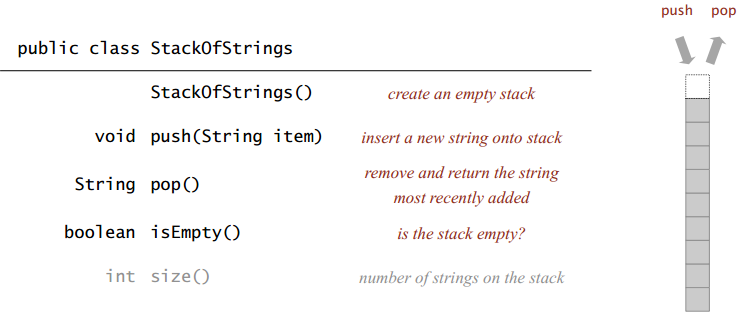 push pop
public class StackOfStrings
StackOfStrings() create an empty stack
void push(String item) insert a new string onto stack
String pop() remove and return the string
most recently added
boolean isEmpty() is the stack empty?
int size() number of strings on the stack